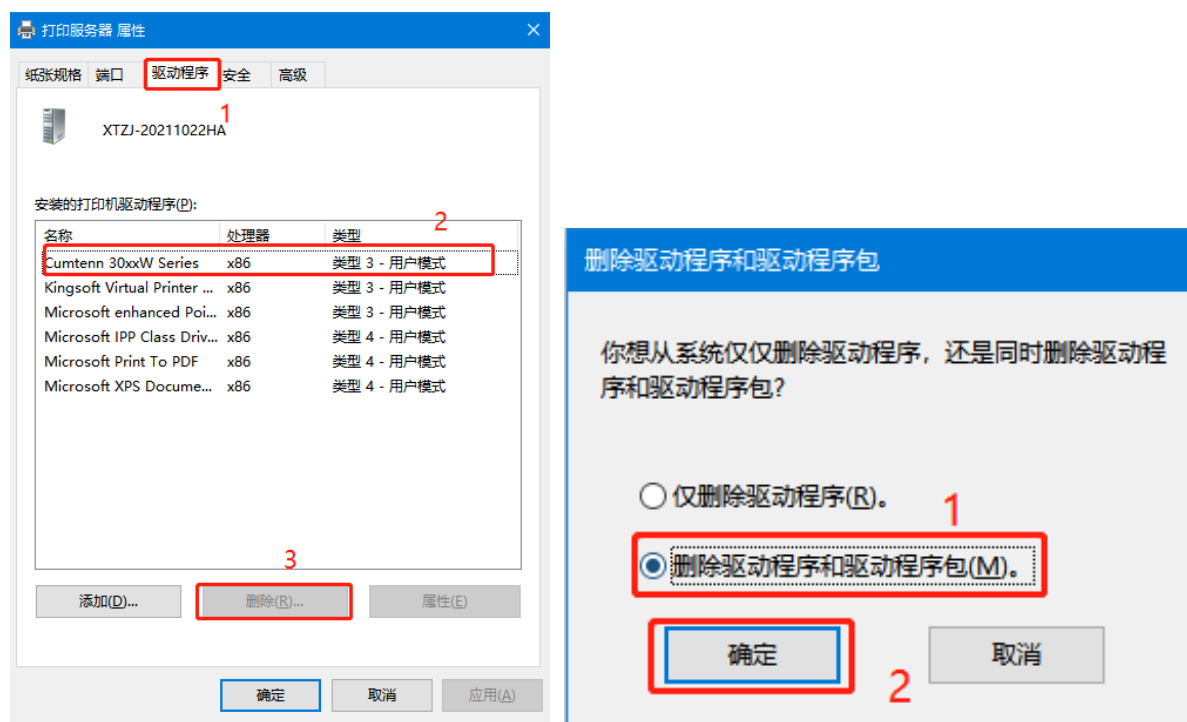 打印服务器 属性
纸张规格 端口 驱动程序 安全 高级
1
XTZJ-20211022HA
安装的打印机驱动程序(P):
2
名称 处理器 类型
Cumtenn 30xxW Series x86 类型 3 - 用户模式
Kingsoft Virtual Printer ... x86 类型 3 - 用户模式
Microsoft enhanced Poi... x86 类型 3 - 用户模式
Microsoft IPP Class Driv... x86 类型 4 - 用户模式
Microsoft Print To PDF x86 类型 4 - 用户模式
Microsoft XPS Docume... x86 类型 4 - 用户模式
3
添加(D)... 删除(R)... 属性(E)
确定 取消 应用(A)
删除驱动程序和驱动程序包
你想从系统仅仅删除驱动程序，还是同时删除驱动程
序和驱动程序包?
仅删除驱动程序(R)。
1
删除驱动程序和驱动程序包(M)。
确定 取消
2